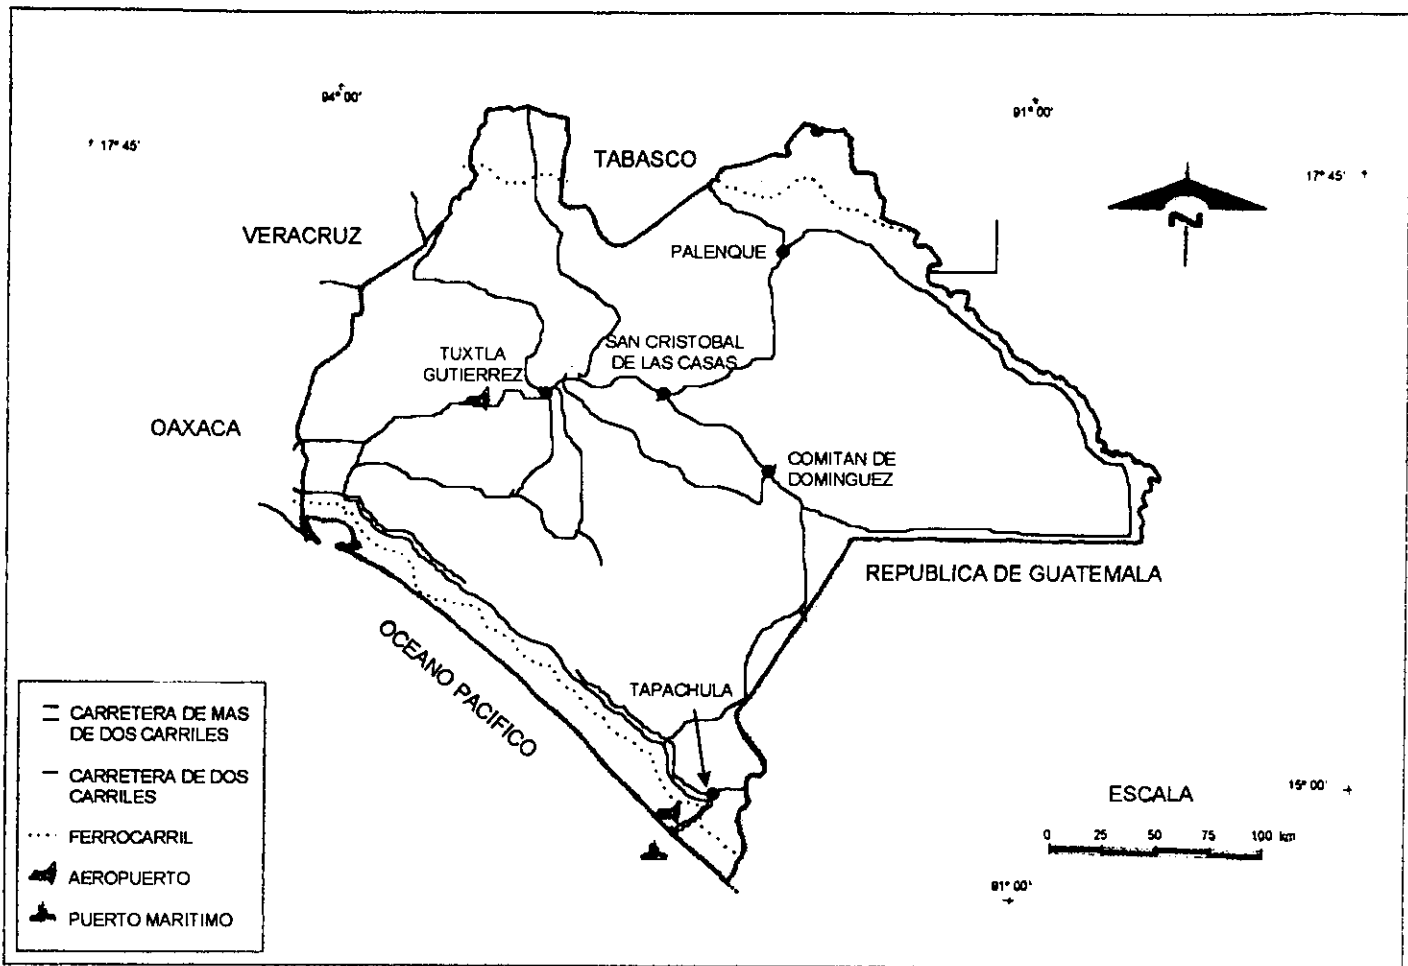 94° 00'
91° 00'
17° 45'
TABASCO
17° 45'
VERACRUZ
PALENQUE
N
SAN CRISTOBAL
DE LAS CASAS
TUXTLA
GUTIERREZ
OAXACA
COMITAN DE
DOMINGUEZ
REPUBLICA DE GUATEMALA
OCEANO PACIFICO
TAPACHULA
CARRETERA DE MAS
DE DOS CARRILES
CARRETERA DE DOS
CARRILES
FERROCARRIL
AEROPUERTO
PUERTO MARITIMO
ESCALA
15° 00'
0 25 50 75 100 km
91° 00'